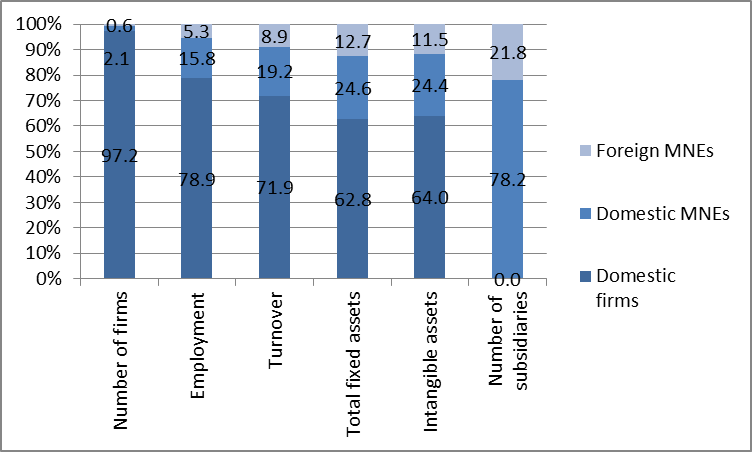 100%
90%
80%
70%
60%
50%
40%
30%
20%
10%
0%
0.6
2.1
97.2
5.3
15.8
78.9
8.9
19.2
71.9
12.7
24.6
62.8
11.5
24.4
64.0
21.8
78.2
0.0
Number of firms
Employment
Turnover
Total fixed assets
Intangible assets
Number of
subsidiaries
Foreign MNEs
Domestic MNEs
Domestic
firms